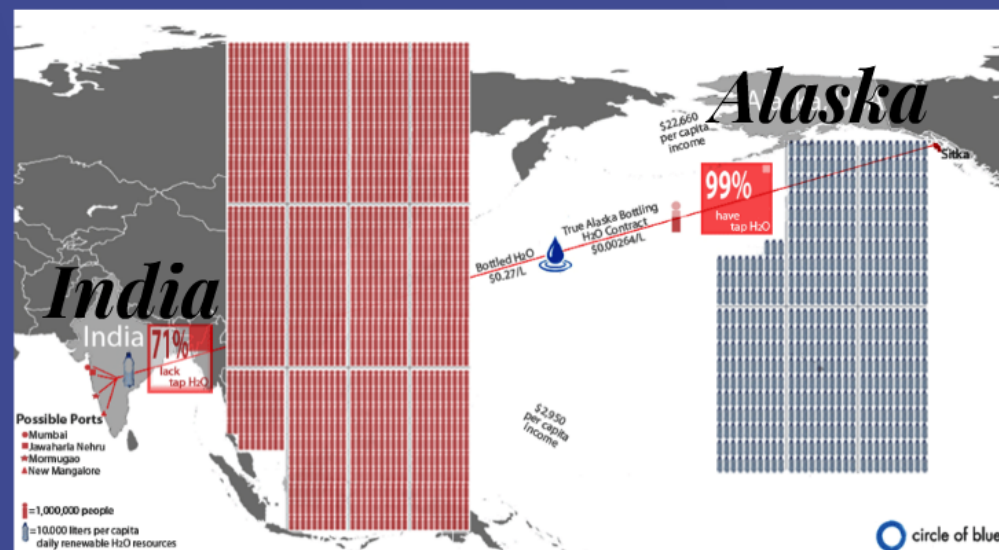 Alaska
$22,660
per capita
income
Sitka
99%
have
tap H2O
True Alaska Bottling
H2O Contract
$0.00264/L
Bottled H2O
$0.27/L
India
India
71%
lack
tap H2O
Possible Ports
Mumbai
Jawaharla Nehru
Mormugao
New Mangalore
$2,950
per capita
income
=1,000,000 people
=10.000 liters per capita
daily renewable H2O resources
circle of blue